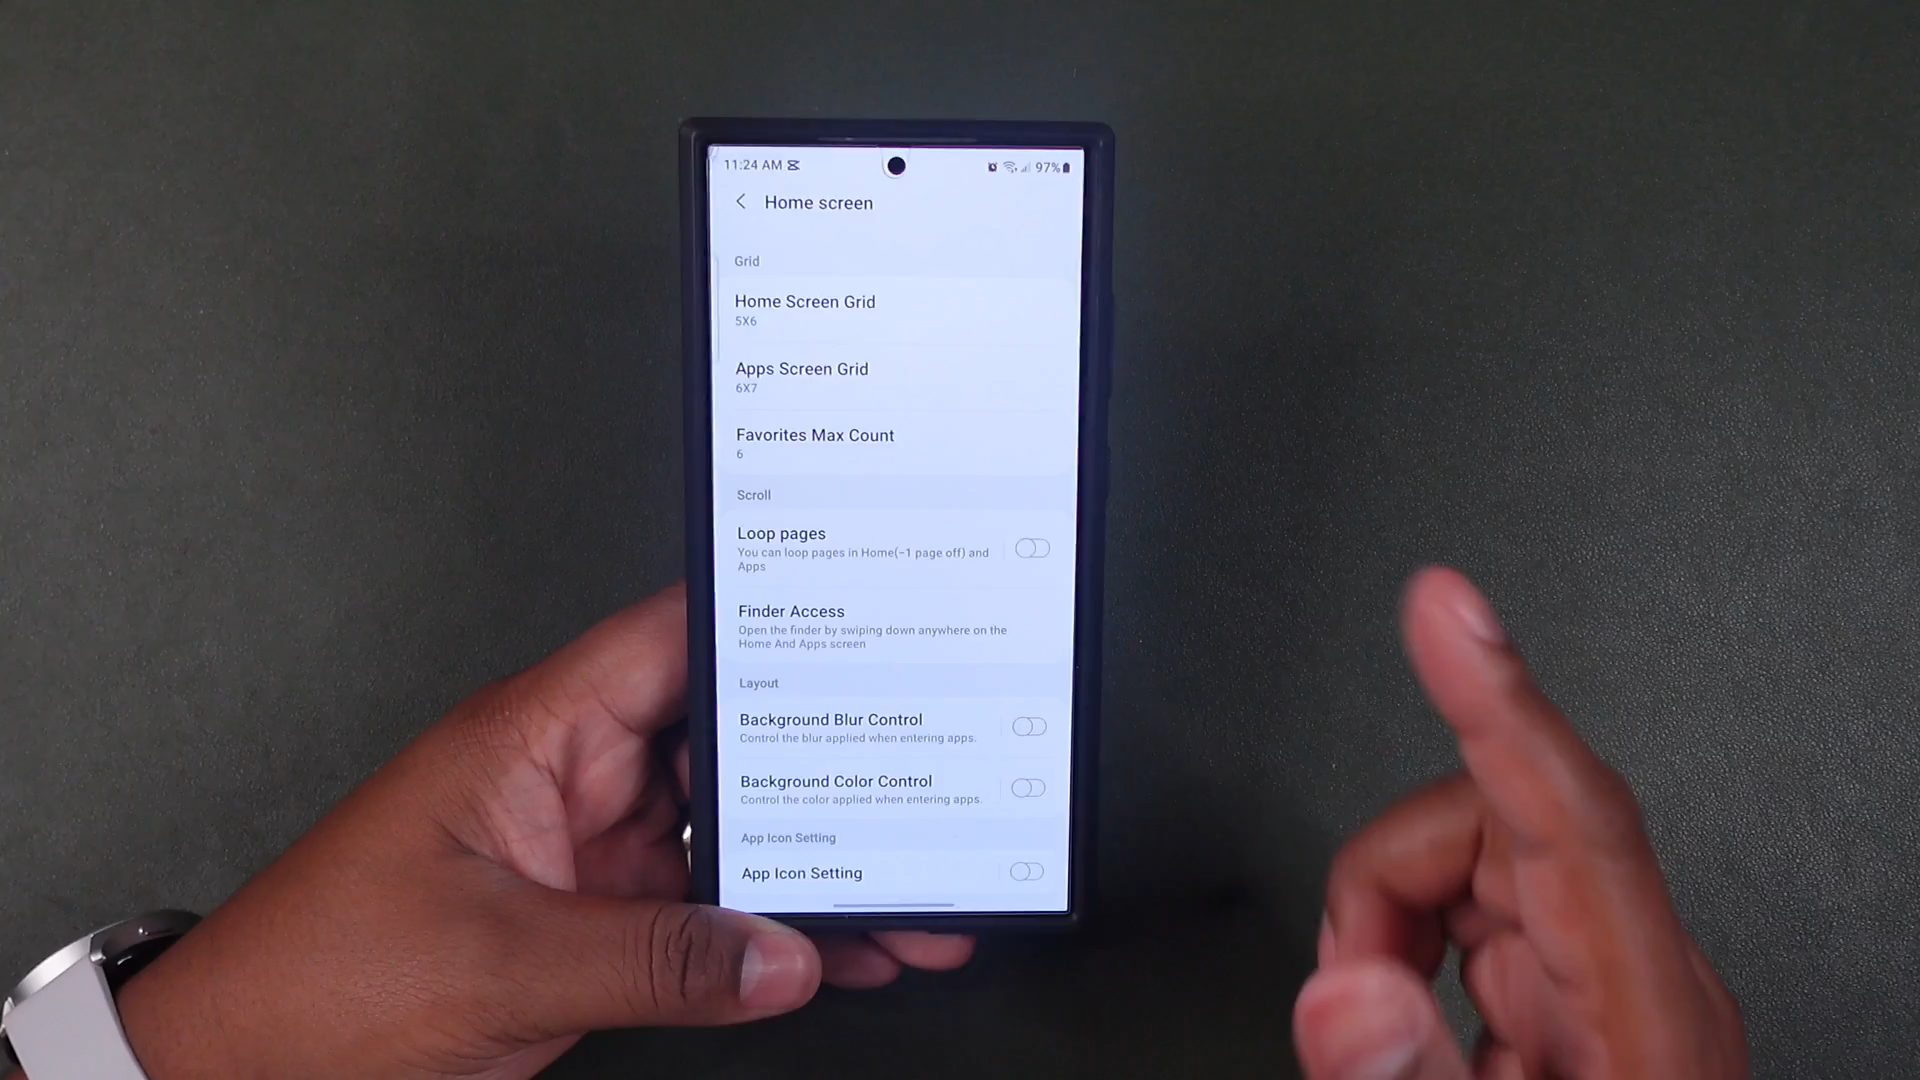 11:24 AM
97%
Home screen
Grid
Home Screen Grid
5X6
Apps Screen Grid
6X7
Favorites Max Count
6
Scroll
Loop pages
You can loop pages in Home(-1 page off) and
Apps
Finder Access
Open the finder by swiping down anywhere on the
Home And Apps screen
Layout
Background Blur Control
Control the blur applied when entering apps.
Background Color Control
Control the color applied when entering apps.
App Icon Setting
App Icon Setting